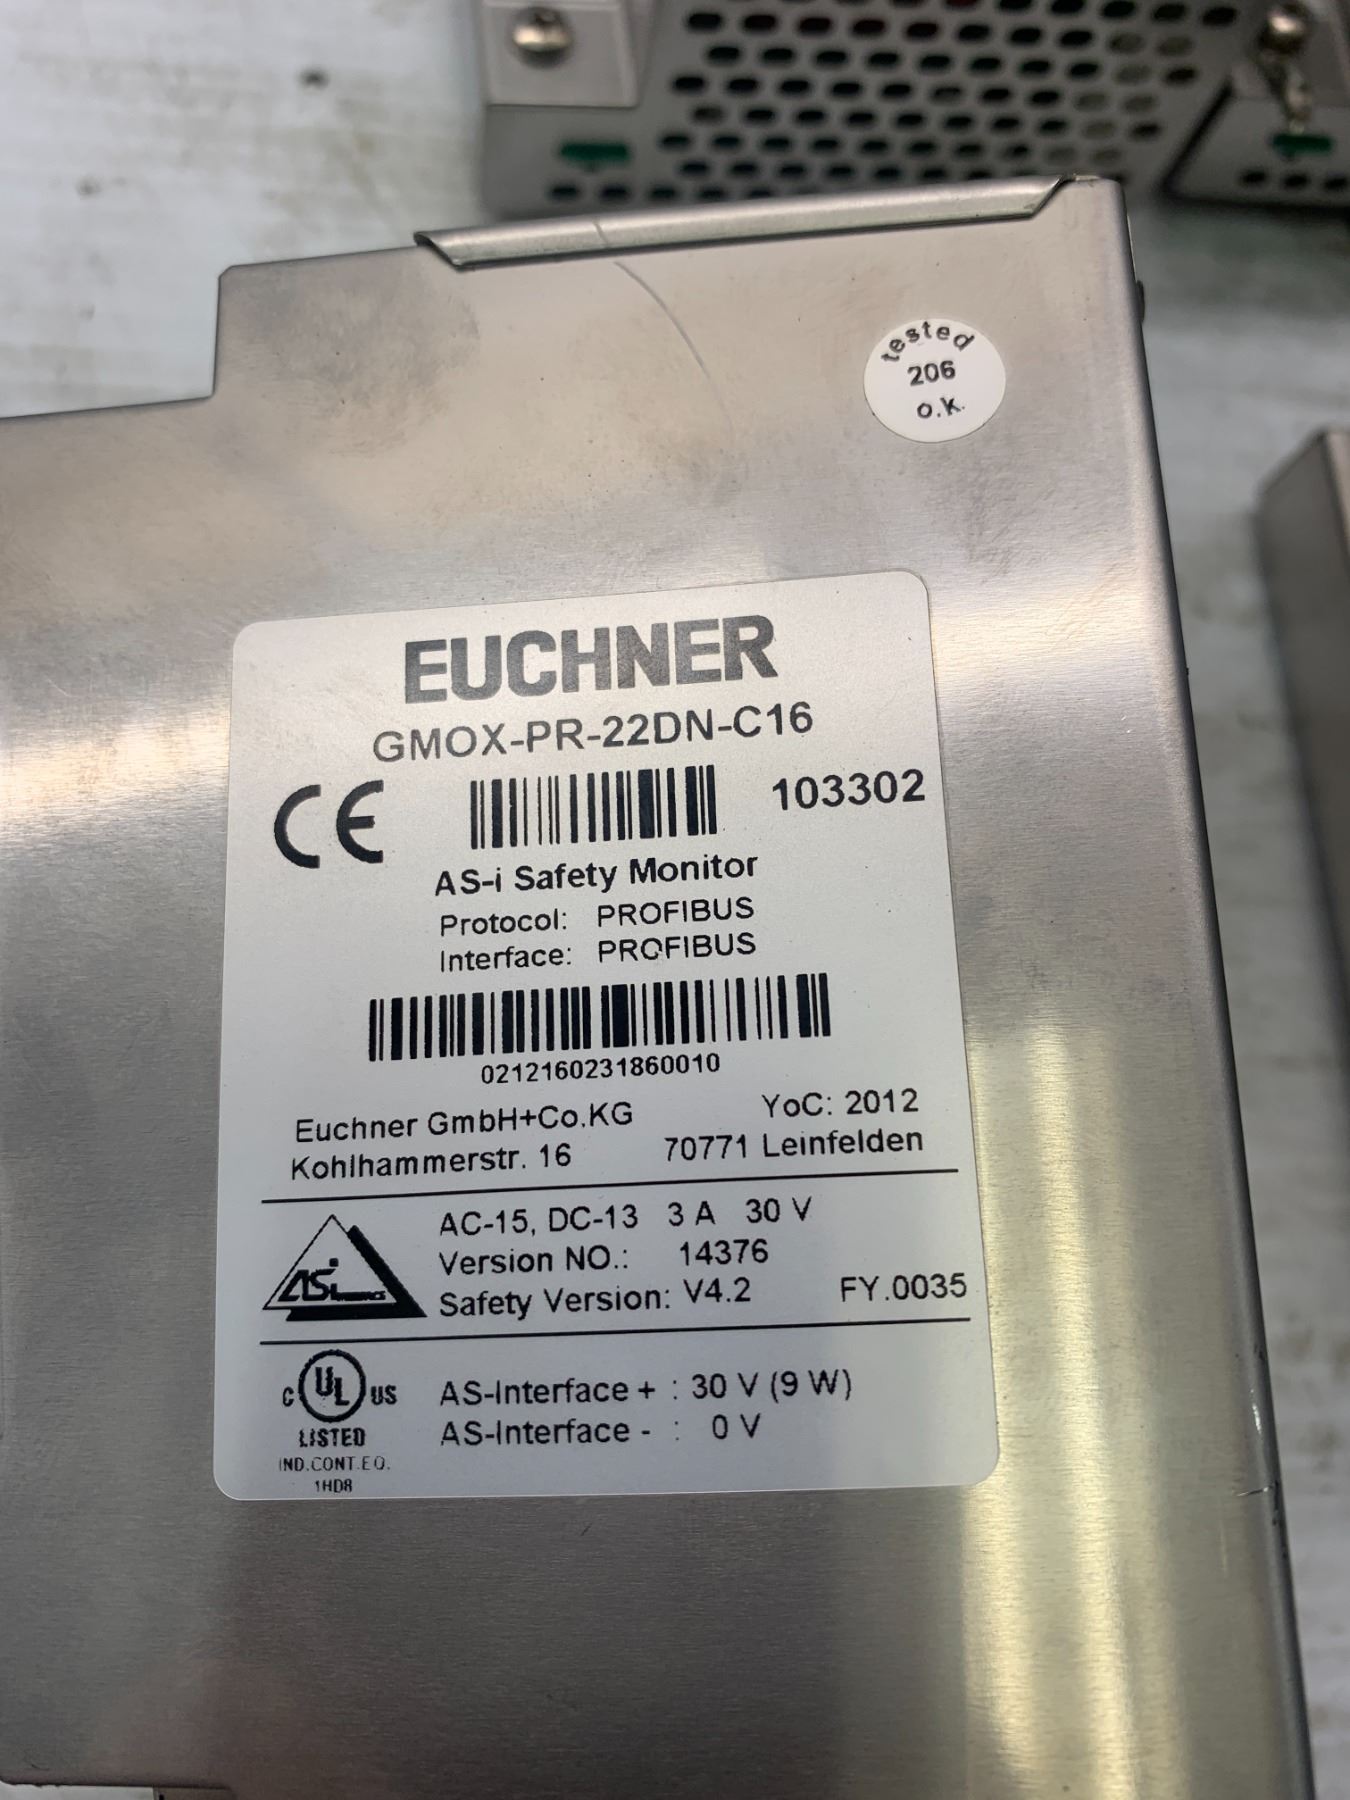 tested
206
o.k.
EUCHNER
GMOX-PR-22DN-C16
CE
103302
AS-i Safety Monitor
Protocol: PROFIBUS
Interface: PROFIBUS
0212160231860010
Euchner GmbH+Co.KG YoC: 2012
Kohlhammerstr. 16 70771 Leinfelden
AC-15, DC-13 3 A 30 V
Version NO.: 14376
Safety Version: V4.2 FY.0035
ASi
C UL US
LISTED
IND.CONT.EQ.
1HD8
AS-Interface + : 30 V (9 W)
AS-Interface - : 0 V